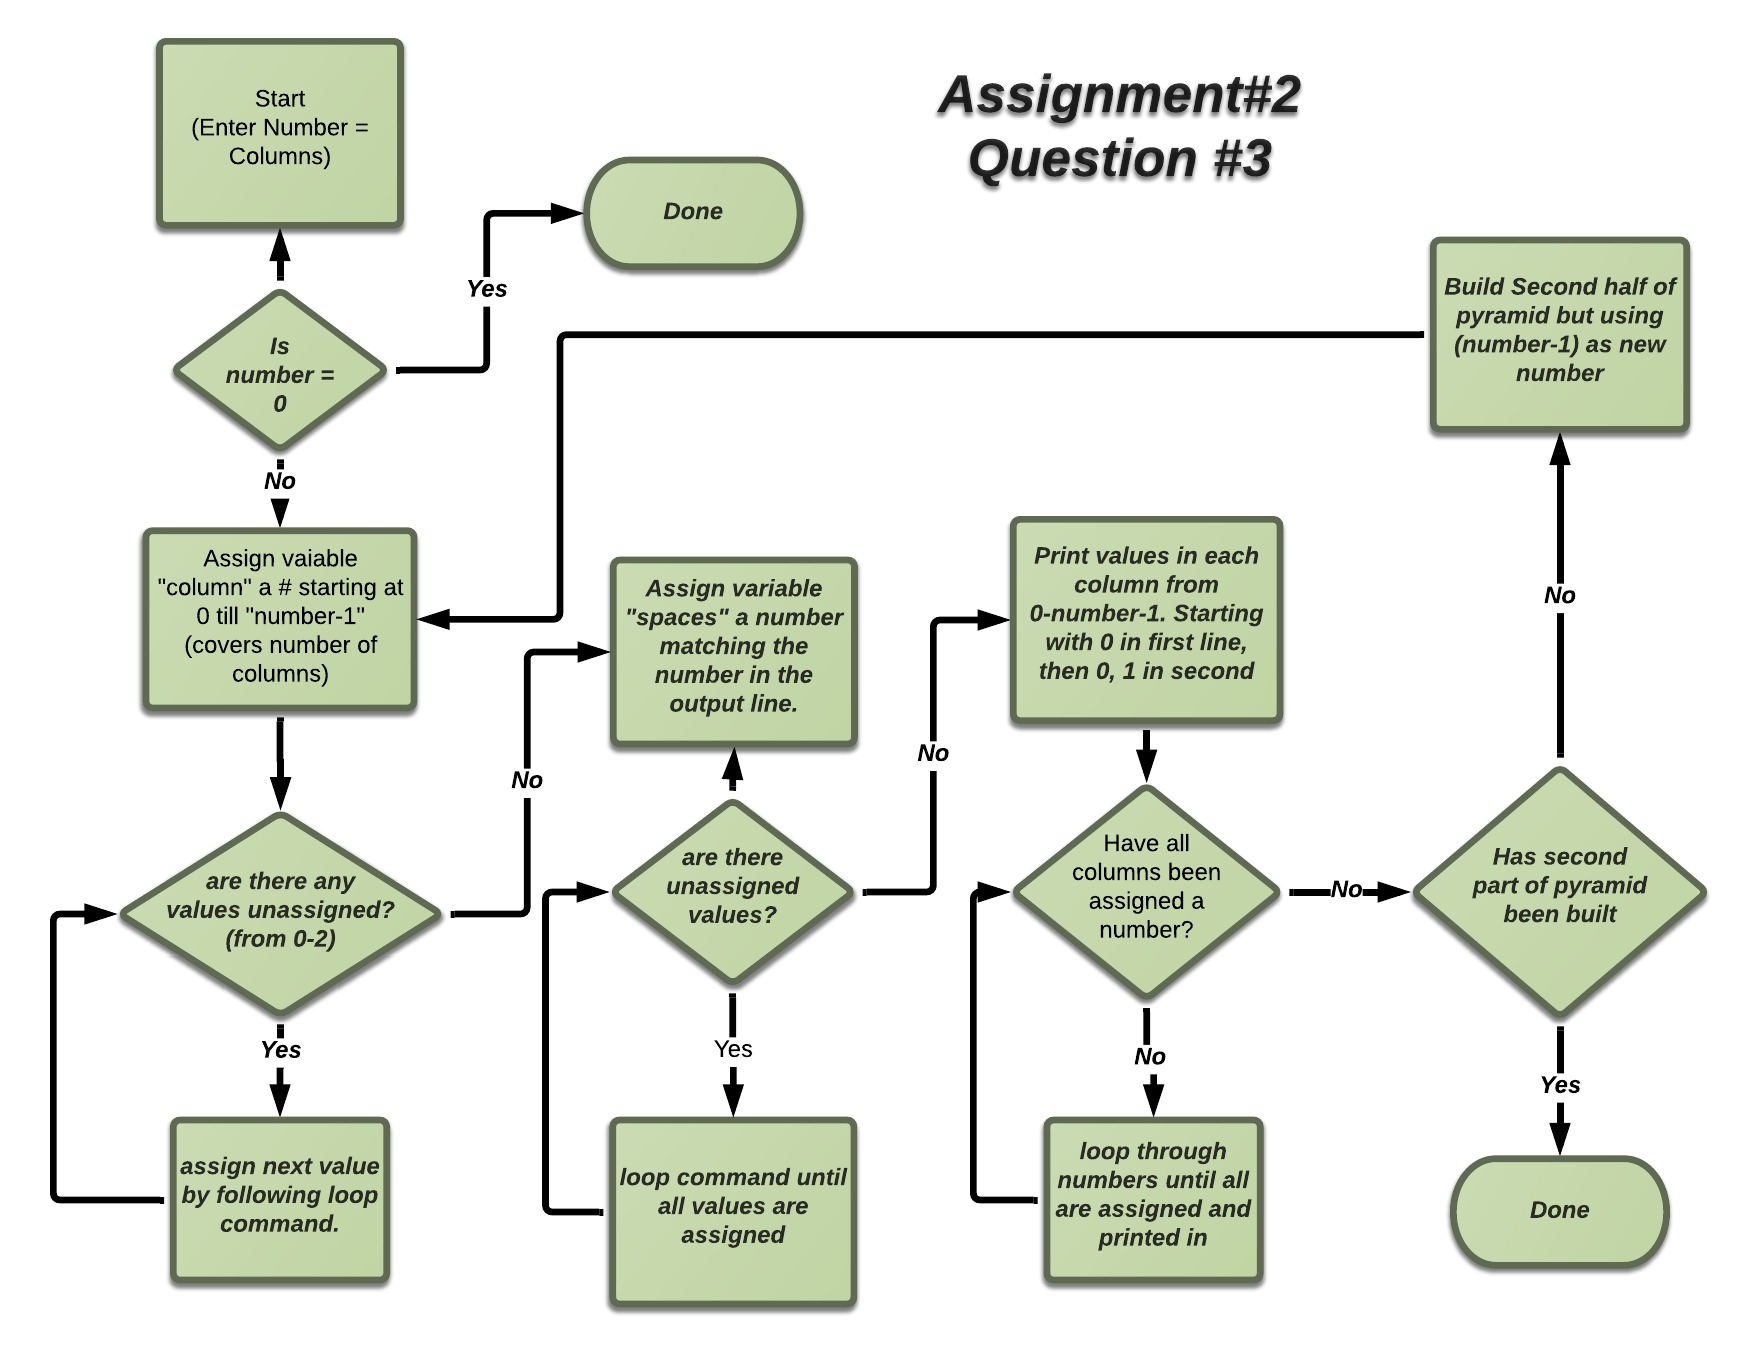 Assignment#2
Question #3
Start
(Enter Number =
Columns)
Done
Yes
Is
number =
0
No
Build Second half of
pyramid but using
(number-1) as new
number
Assign vaiable
"column" a # starting at
0 till "number-1"
(covers number of
columns)
Assign variable
"spaces" a number
matching the
number in the
output line.
Print values in each
column from
0-number-1. Starting
with 0 in first line,
then 0, 1 in second
No
No
No
are there any
values unassigned?
(from 0-2)
are there
unassigned
values?
Have all
columns been
assigned a
number?
No
Has second
part of pyramid
been built
Yes
Yes
No
Yes
assign next value
by following loop
command.
loop command until
all values are
assigned
loop through
numbers until all
are assigned and
printed in
Done